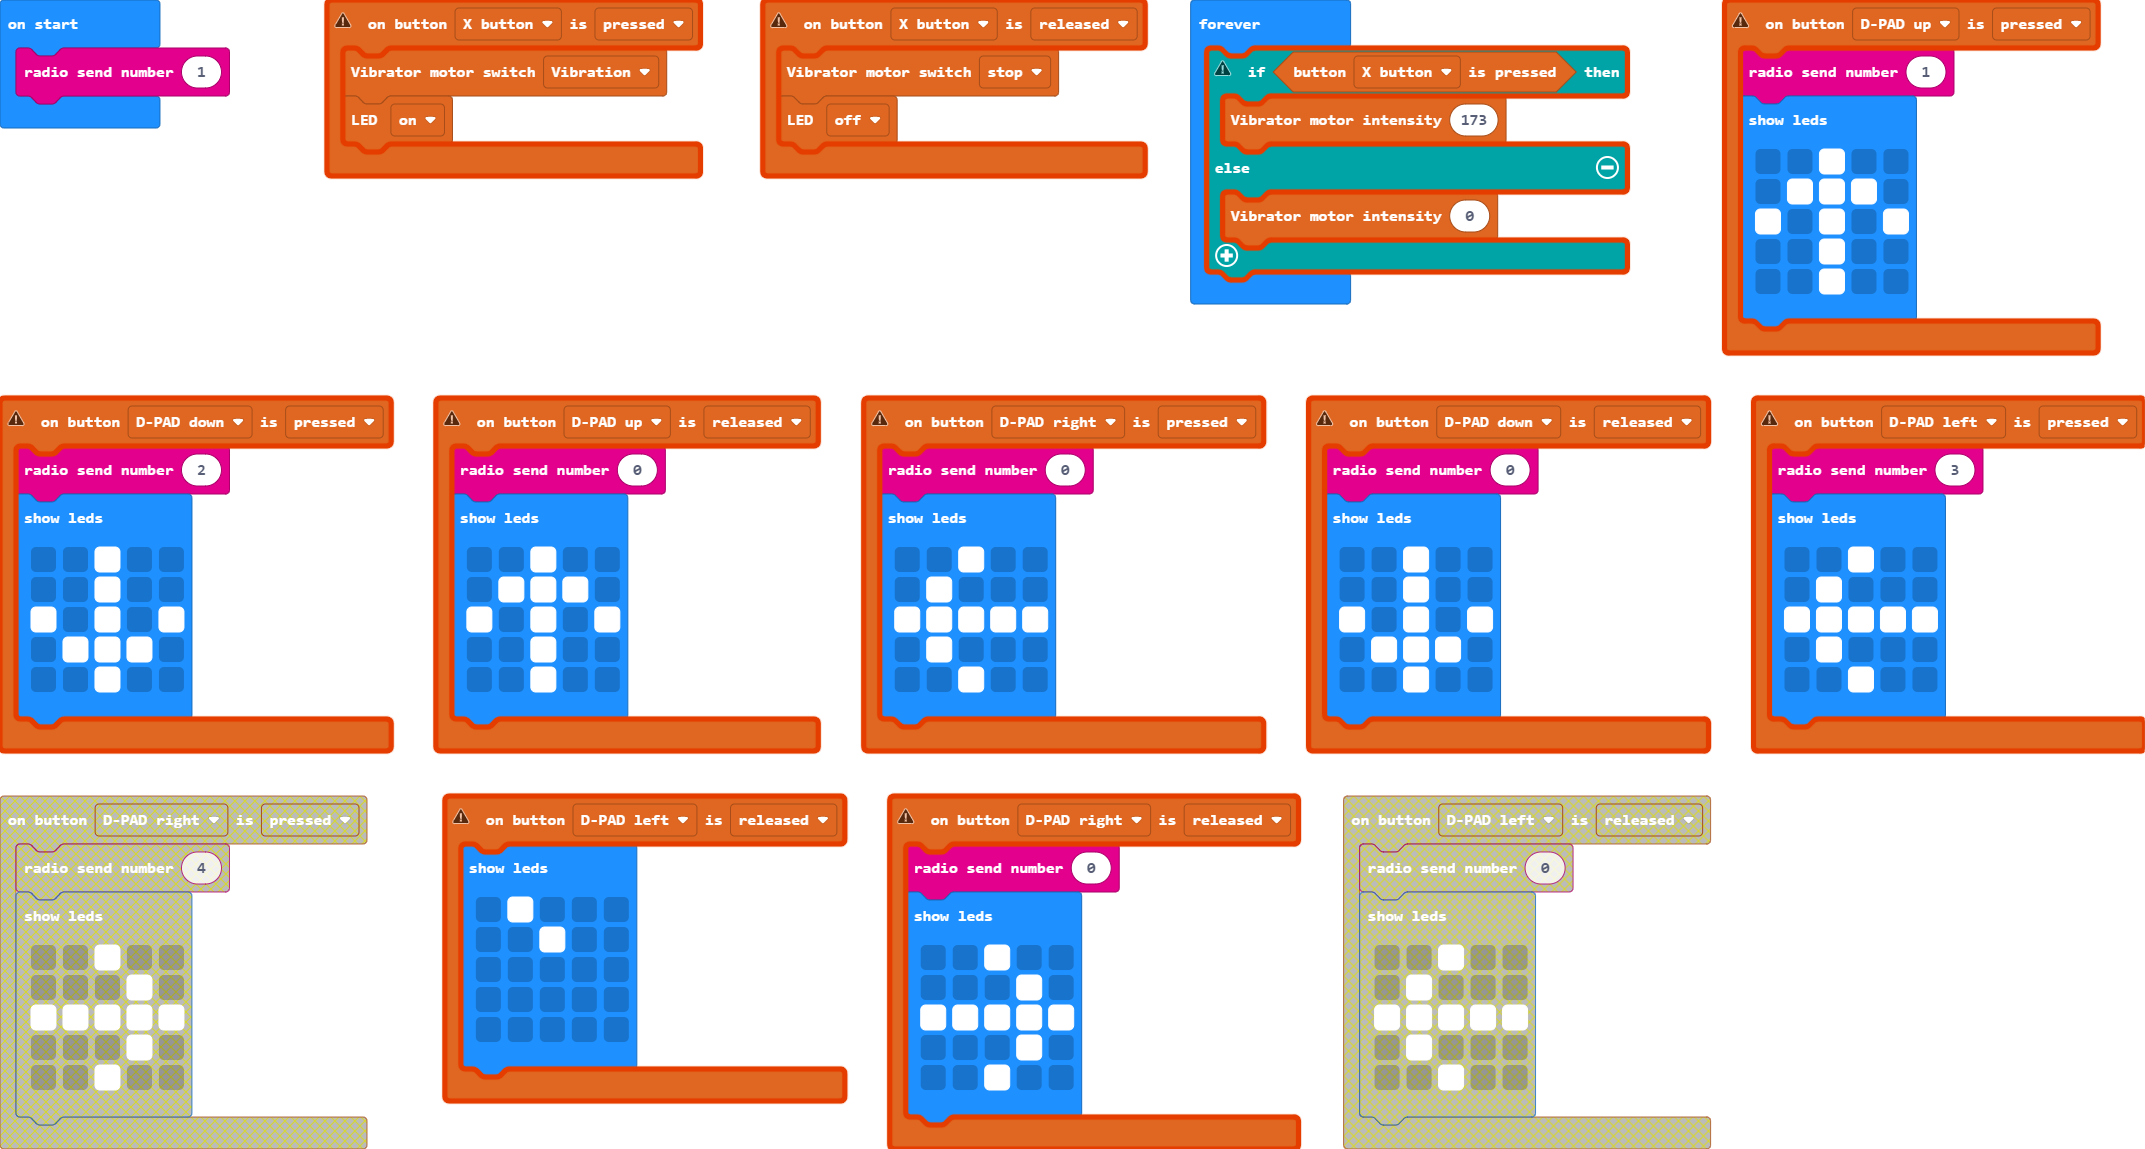 on start
radio send number 1
on button X button is pressed
Vibrator motor switch Vibration
LED on
on button X button is released
Vibrator motor switch stop
LED off
forever
if button X button is pressed then
Vibrator motor intensity 173
else
Vibrator motor intensity 0
on button D-PAD up is pressed
radio send number 1
show leds
on button D-PAD down is pressed
radio send number 2
show leds
on button D-PAD up is released
radio send number 0
show leds
on button D-PAD right is pressed
radio send number 0
show leds
on button D-PAD down is released
radio send number 0
show leds
on button D-PAD left is pressed
radio send number 3
show leds
on button D-PAD right is pressed
radio send number 4
show leds
on button D-PAD left is released
show leds
on button D-PAD right is released
radio send number 0
show leds
on button D-PAD left is released
radio send number 0
show leds